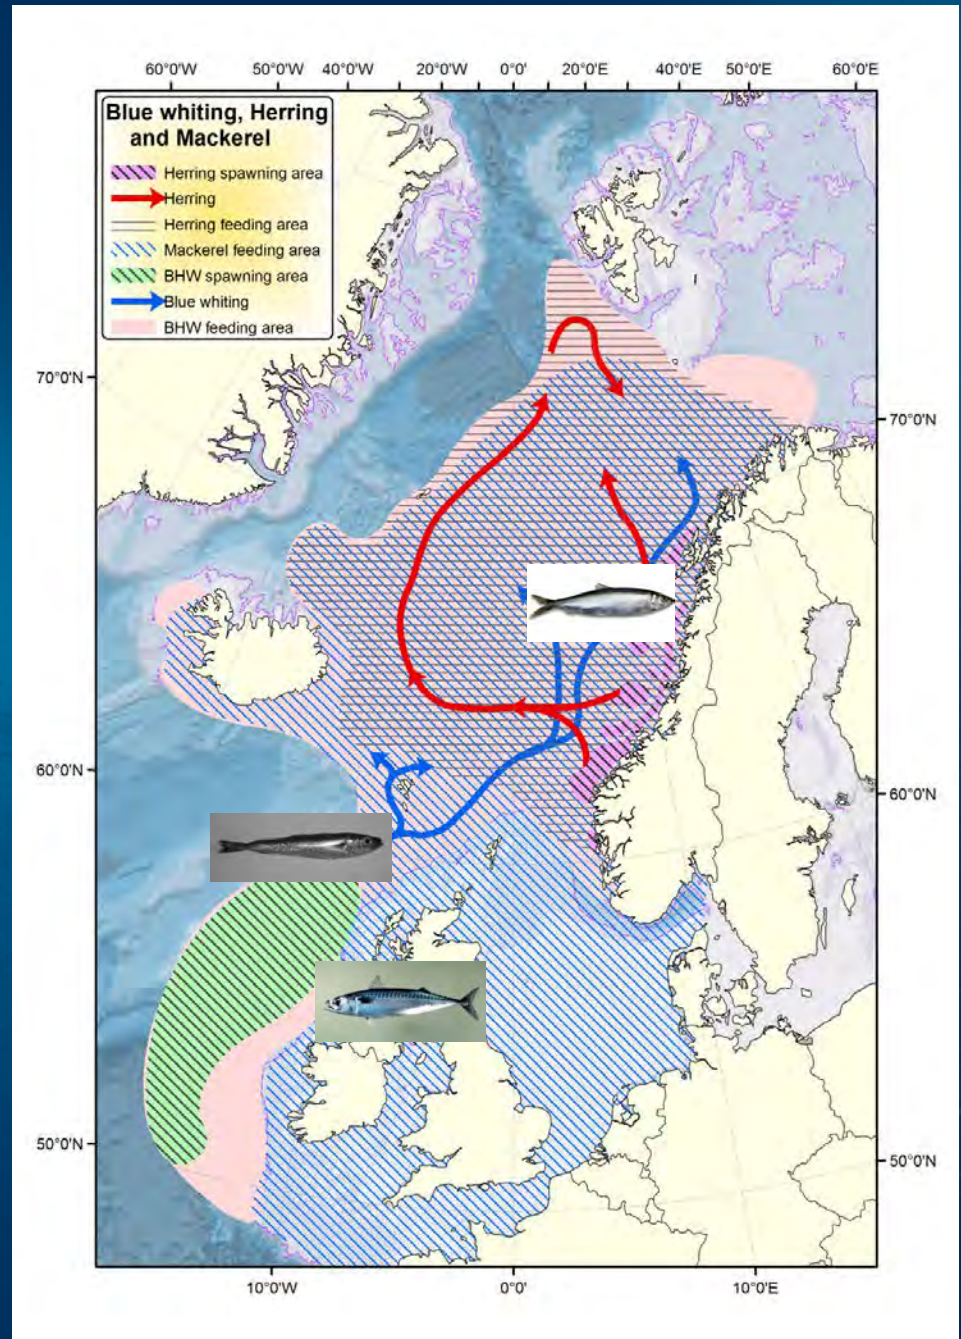 60°0'W 50°0'W 40°0'W 20°0'W 0°0' 20°0'E 40°0'E 50°0'E 60°0'E
Blue whiting, Herring
and Mackerel
Herring spawning area
Herring
Herring feeding area
Mackerel feeding area
BHW spawning area
Blue whiting
BHW feeding area
70°0'N
70°0'N
60°0'N
60°0'N
50°0'N
50°0'N
10°0'W 0°0' 10°0'E